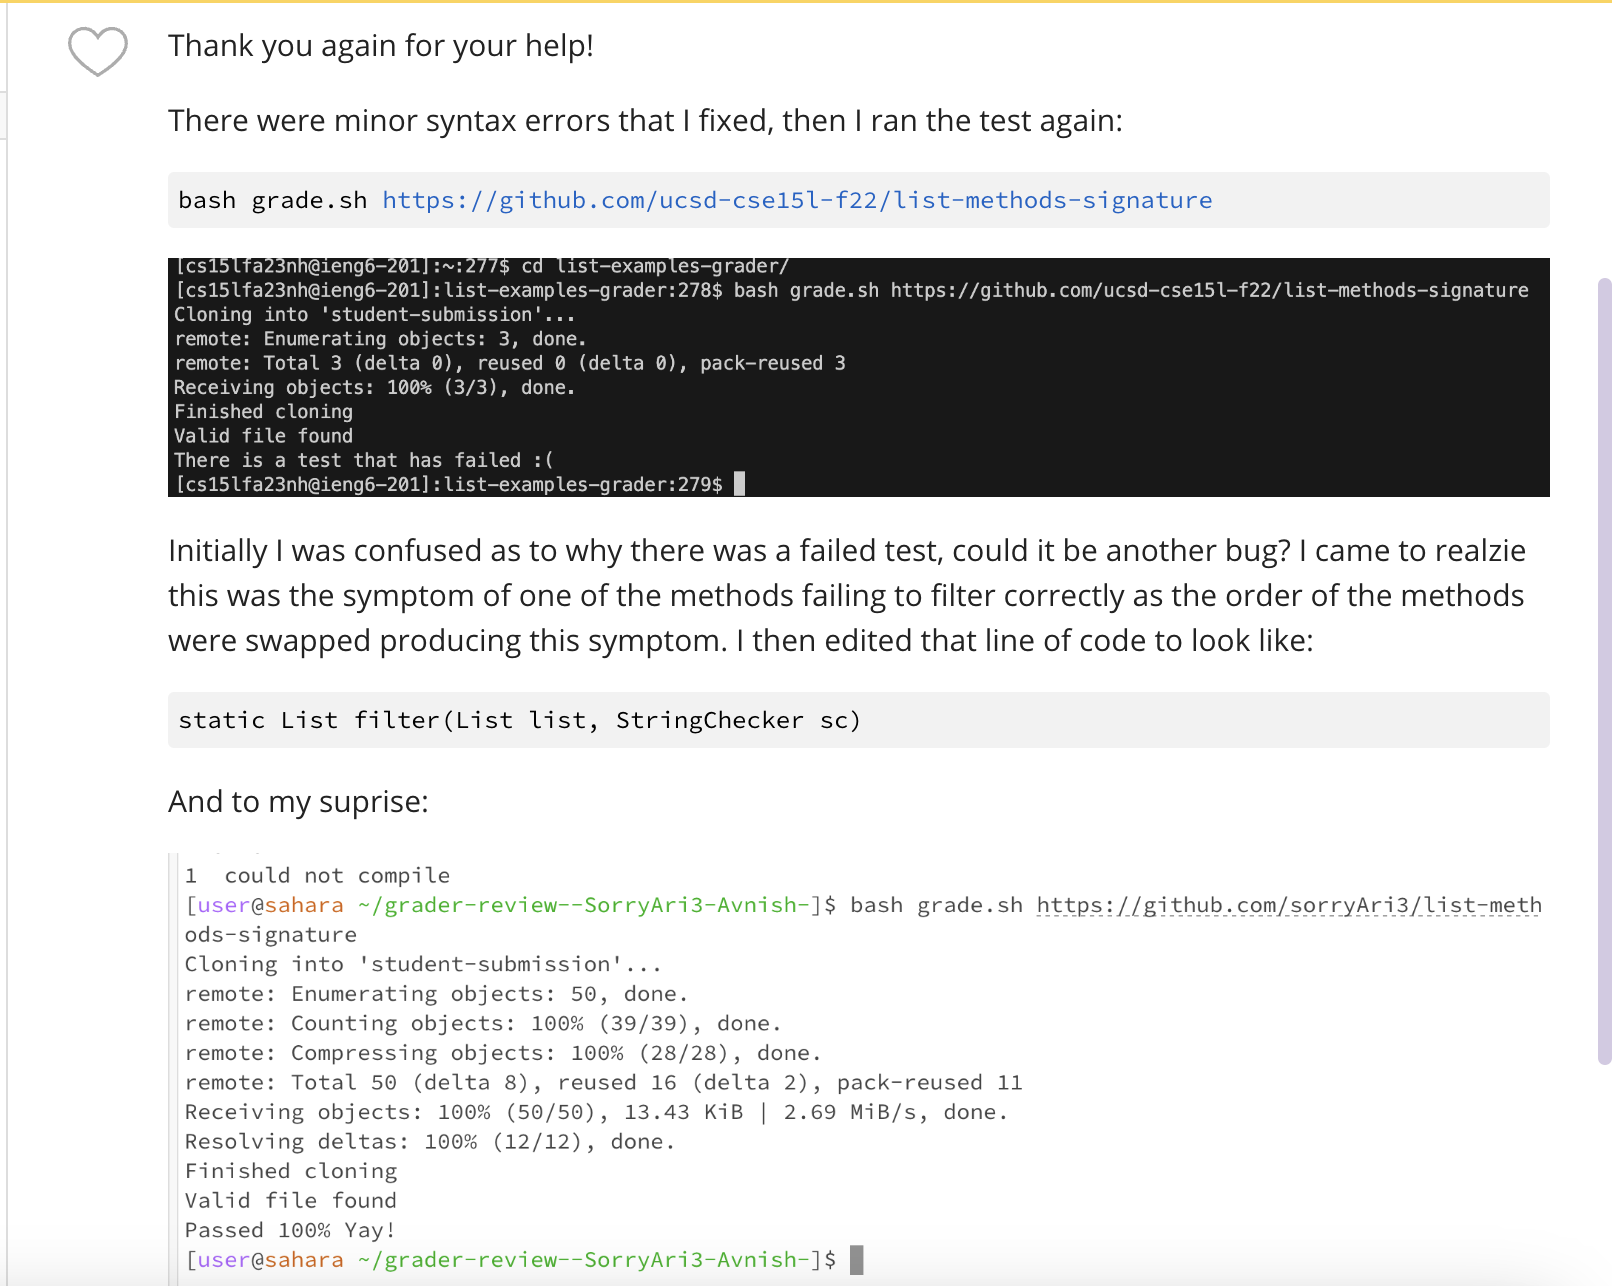 Thank you again for your help!
There were minor syntax errors that I fixed, then I ran the test again:
bash grade.sh https://github.com/ucsd-cse15l-f22/list-methods-signature
[cs15lfa23nh@ieng6-201]:~:277$ cd list-examples-grader/
[cs15lfa23nh@ieng6-201]:list-examples-grader:278$ bash grade.sh https://github.com/ucsd-cse15l-f22/list-methods-signature
Cloning into 'student-submission'...
remote: Enumerating objects: 3, done.
remote: Total 3 (delta 0), reused 0 (delta 0), pack-reused 3
Receiving objects: 100% (3/3), done.
Finished cloning
Valid file found
There is a test that has failed :(
[cs15lfa23nh@ieng6-201]:list-examples-grader:279$
Initially I was confused as to why there was a failed test, could it be another bug? I came to realzie
this was the symptom of one of the methods failing to filter correctly as the order of the methods
were swapped producing this symptom. I then edited that line of code to look like:
static List filter(List list, StringChecker sc)
And to my suprise:
1  could not compile
[user@sahara ~/grader-review--SorryAri3-Avnish-]$ bash grade.sh https://github.com/sorryAri3/list-meth
ods-signature
Cloning into 'student-submission'...
remote: Enumerating objects: 50, done.
remote: Counting objects: 100% (39/39), done.
remote: Compressing objects: 100% (28/28), done.
remote: Total 50 (delta 8), reused 16 (delta 2), pack-reused 11
Receiving objects: 100% (50/50), 13.43 KiB | 2.69 MiB/s, done.
Resolving deltas: 100% (12/12), done.
Finished cloning
Valid file found
Passed 100% Yay!
[user@sahara ~/grader-review--SorryAri3-Avnish-]$